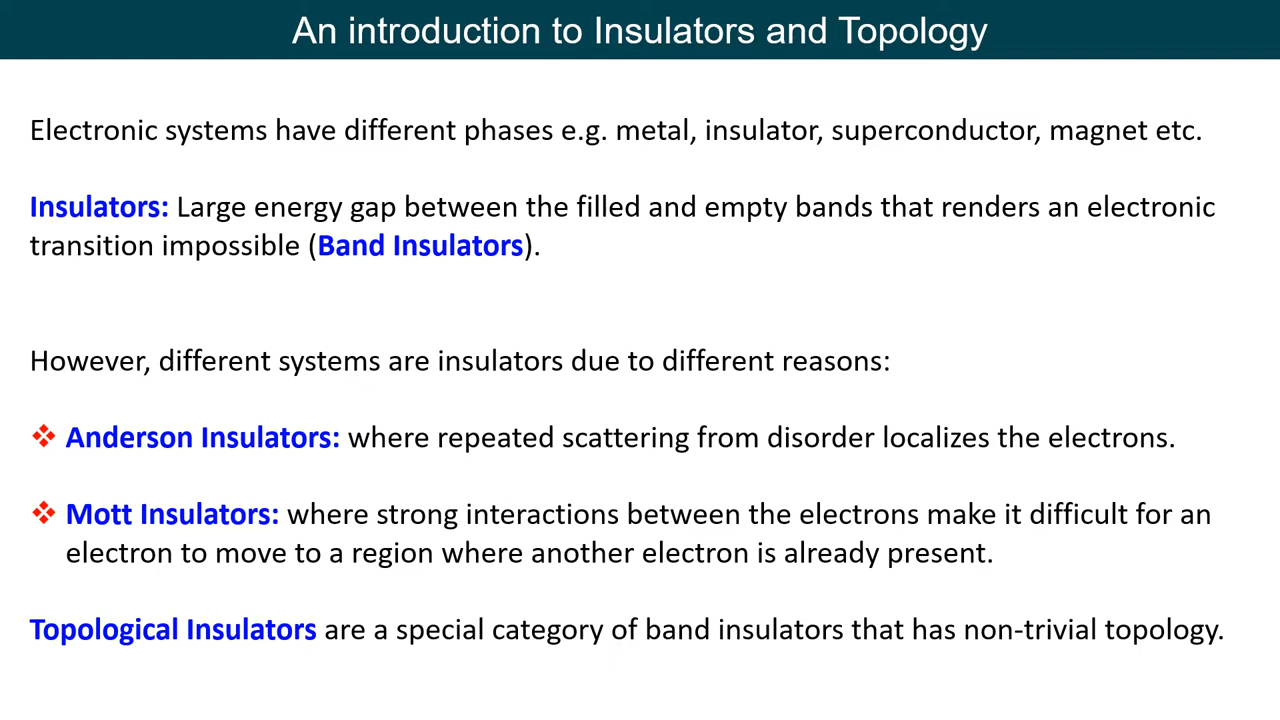 An introduction to Insulators and Topology
Electronic systems have different phases e.g. metal, insulator, superconductor, magnet etc.
Insulators: Large energy gap between the filled and empty bands that renders an electronic
transition impossible (Band Insulators).
However, different systems are insulators due to different reasons:
❖ Anderson Insulators: where repeated scattering from disorder localizes the electrons.
❖ Mott Insulators: where strong interactions between the electrons make it difficult for an
electron to move to a region where another electron is already present.
Topological Insulators are a special category of band insulators that has non-trivial topology.